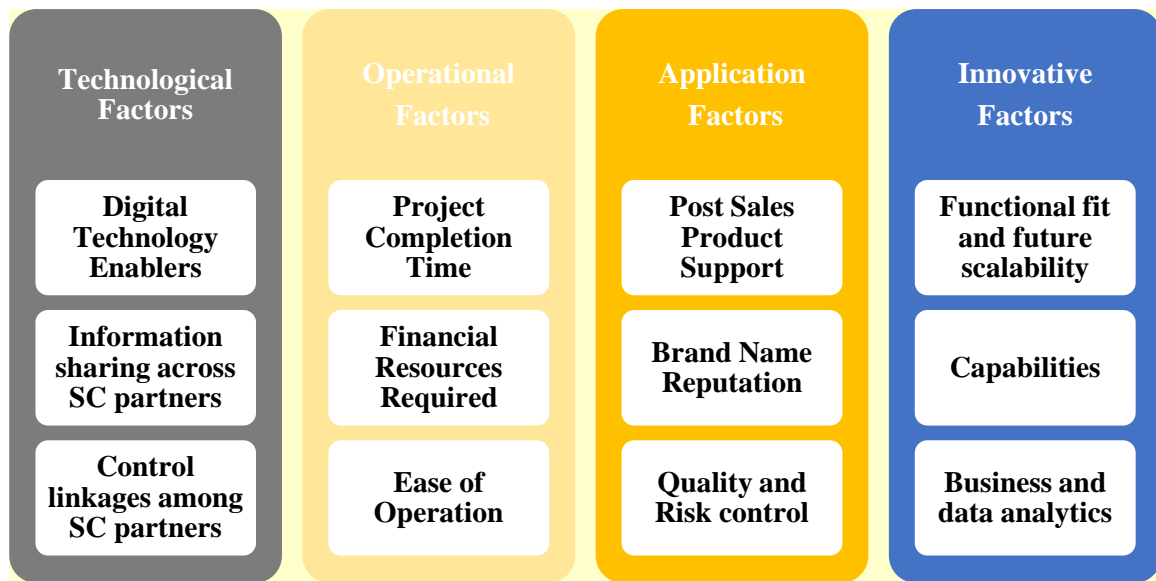 Technological
Factors
Digital
Technology
Enablers
Information
sharing across
SC partners
Control
linkages among
SC partners
Operational
Factors
Project
Completion
Time
Financial
Resources
Required
Ease of
Operation
Application
Factors
Post Sales
Product
Support
Brand Name
Reputation
Quality and
Risk control
Innovative
Factors
Functional fit
and future
scalability
Capabilities
Business and
data analytics